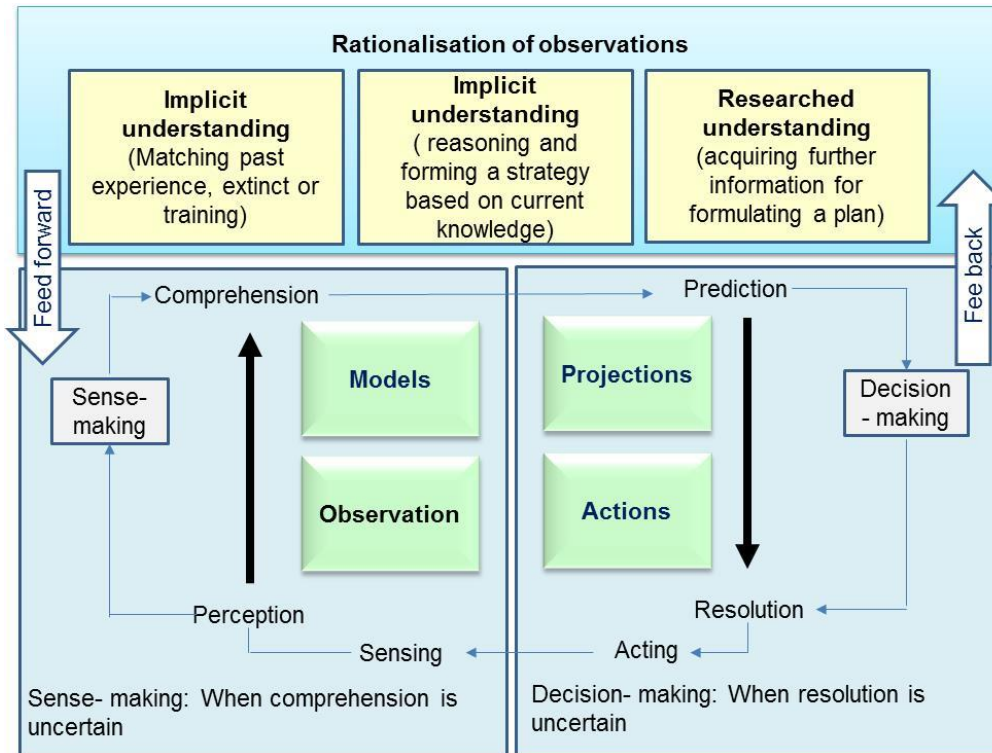 Rationalisation of observations
Implicit
understanding
(Matching past
experience, extinct or
training)
Implicit
understanding
( reasoning and
forming a strategy
based on current
knowledge)
Researched
understanding
(acquiring further
information for
formulating a plan)
Feed forward
Fee back
Comprehension
Prediction
Models
Projections
Sense-
making
Decision
- making
Observation
Actions
Perception
Resolution
Sensing
Acting
Sense- making: When comprehension is
uncertain
Decision- making: When resolution is
uncertain